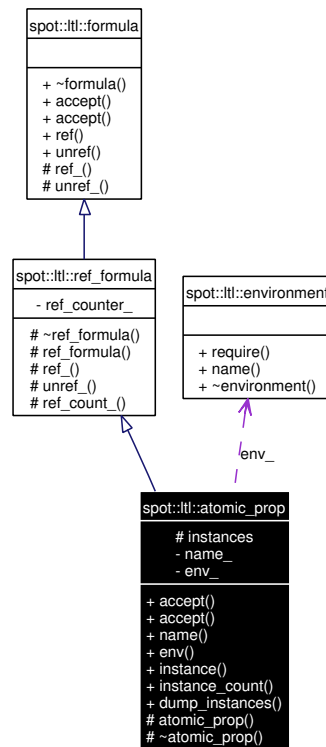 spot::ltl::formula
+ ~formula()
+ accept()
+ accept()
+ ref()
+ unref()
# ref_()
# unref_()
spot::ltl::ref_formula
- ref_counter_
# ~ref_formula()
# ref_formula()
# ref_()
# unref_()
# ref_count_()
spot::ltl::environment
+ require()
+ name()
+ ~environment()
env_
spot::ltl::atomic_prop
# instances
- name_
- env_
+ accept()
+ accept()
+ name()
+ env()
+ instance()
+ instance_count()
+ dump_instances()
# atomic_prop()
# ~atomic_prop()